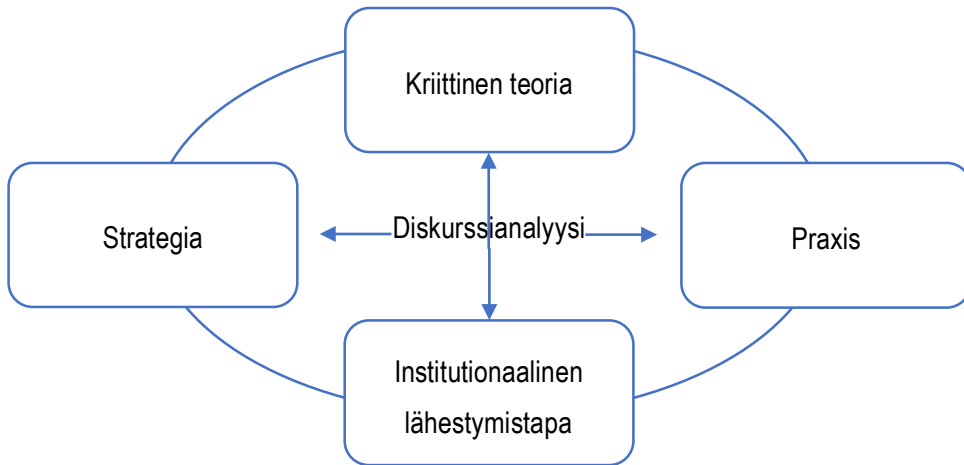 Kriittinen teoria
Strategia
Diskurssianalyysi
Praxis
Institutionaalinen
lähestymistapa